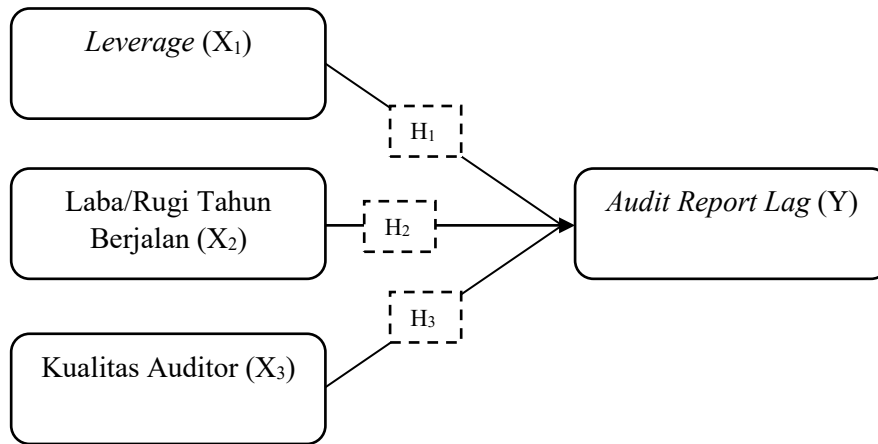 Leverage (X₁)
H₁
Laba/Rugi Tahun
Berjalan (X₂)
H₂
Audit Report Lag (Y)
H₃
Kualitas Auditor (X₃)